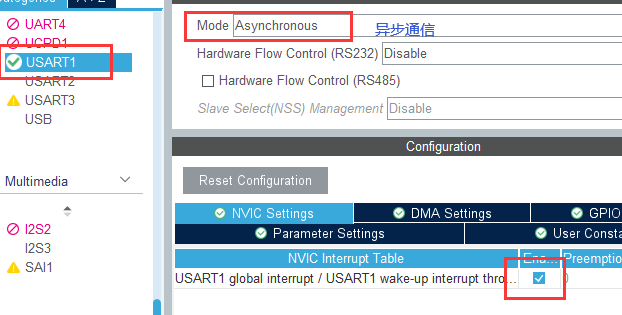 Categories A->Z
UART4
UCPD1
USART1
USART2
USART3
USB
Multimedia
I2S2
I2S3
SAI1
Mode Asynchronous 异步通信
Hardware Flow Control (RS232) Disable
Hardware Flow Control (RS485)
Slave Select(NSS) Management Disable
Configuration
Reset Configuration
NVIC Settings DMA Settings GPIO
Parameter Settings User Consta
NVIC Interrupt Table Ena... Preemptio
USART1 global interrupt / USART1 wake-up interrupt thro... 0